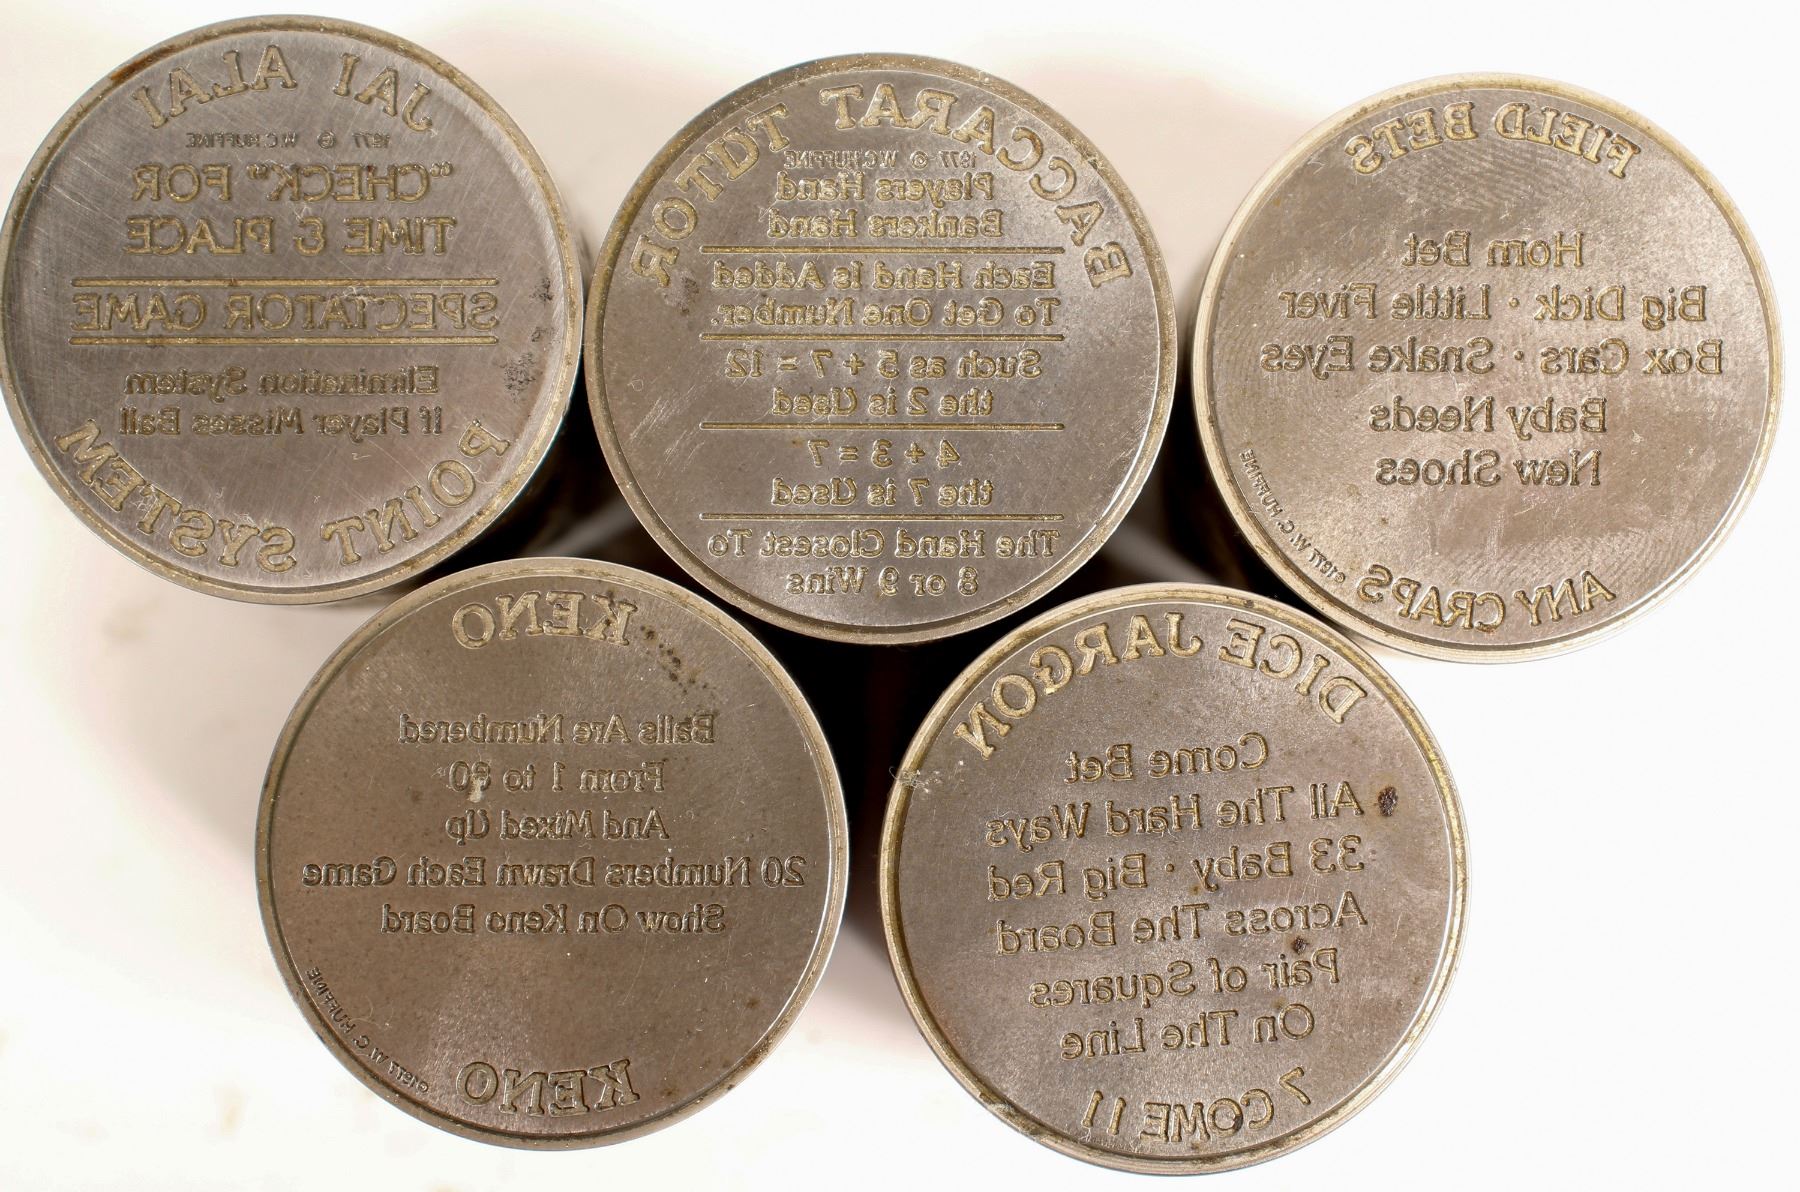 JAI ALAI
1977 © W.C. HUFFINE
"CHECK" FOR
TIME & PLACE
SPECTATOR GAME
Elimination System
If Player Misses Ball
POINT SYSTEM
BACCARAT TUTOR
1977 © W.C. HUFFINE
Players Hand
Bankers Hand
Each Hand Is Added
To Get One Number.
Such as 5 + 7 = 12
the 2 is Used
4 + 3 = 7
the 7 is Used
The Hand Closest To
8 or 9 Wins
FIELD BETS
Horn Bet
Big Dick · Little Fiver
Box Cars · Snake Eyes
Baby Needs
New Shoes
©1977 W. C. HUFFINE
ANY CRAPS
KENO
Balls Are Numbered
From 1 to 80
And Mixed Up
20 Numbers Drawn Each Game
Show On Keno Board
©1977 W. C. HUFFINE
KENO
DICE JARGON
Come Bet
All The Hard Ways
33 Baby · Big Red
Across The Board
Pair of Squares
On The Line
7 COME 11